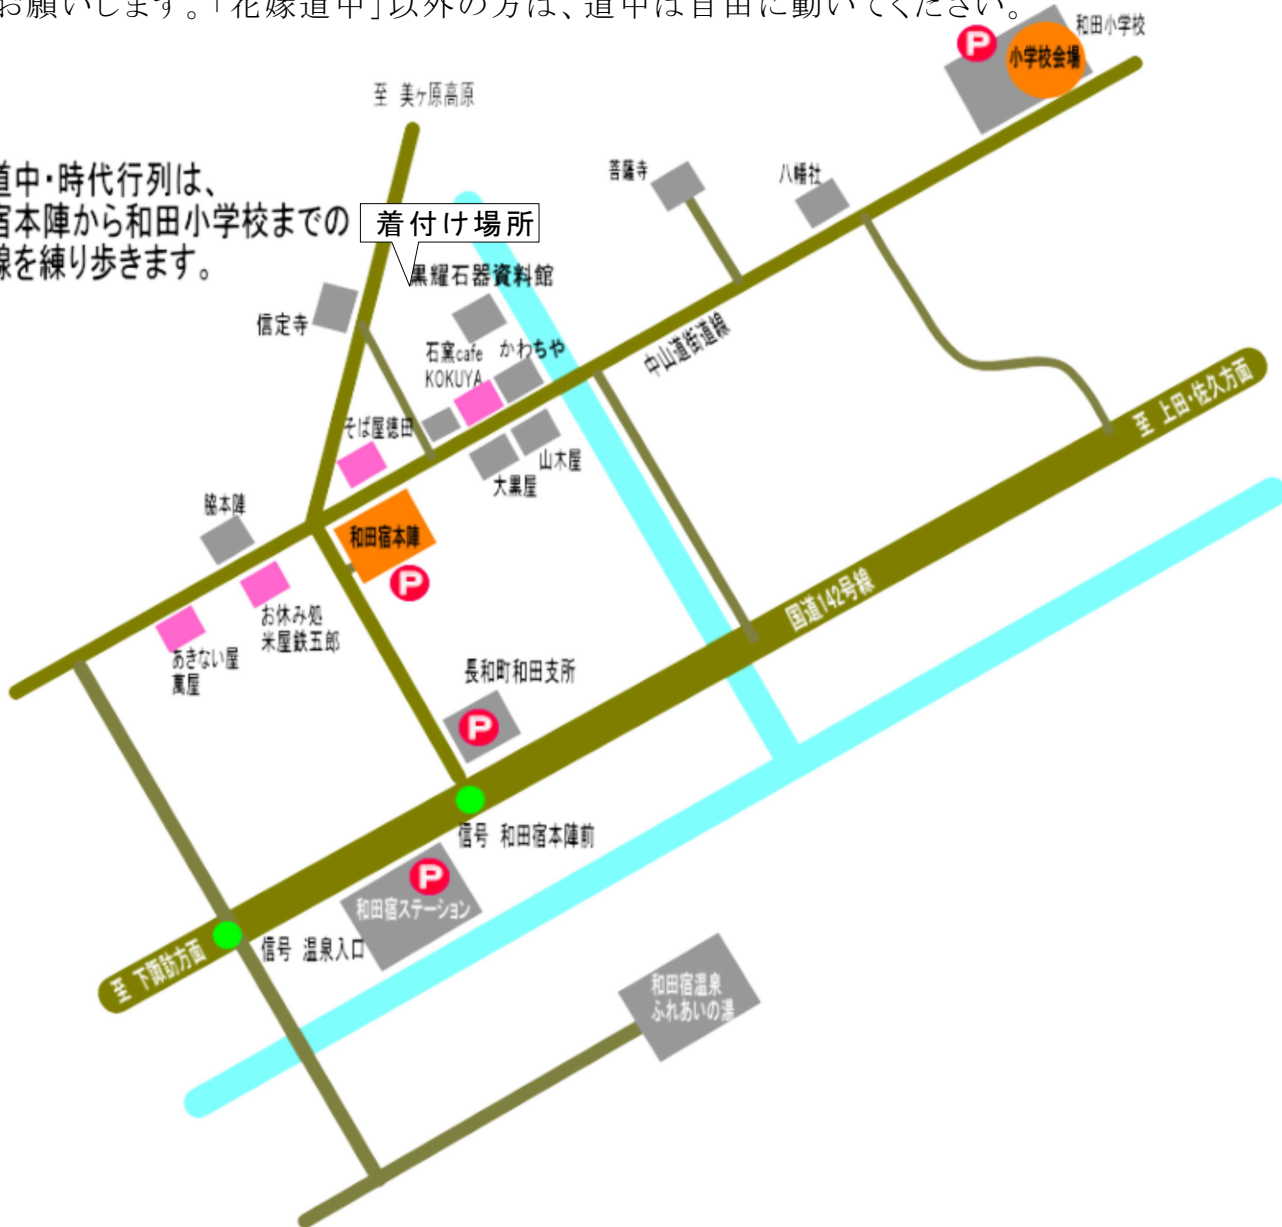 お願いします。「花嫁道中」以外の方は、道中は自由に動いてください。
和田小学校
P
小学校会場
至 美ヶ原高原
道中・時代行列は、
宿本陣から和田小学校までの
線を練り歩きます。
着付け場所
菩薩寺
八幡社
黒耀石器資料館
信定寺
石窯cafe
KOKUYA
かわちや
中山道街道線
そば屋徳田
山木屋
大黒屋
至 上田・佐久方面
脇本陣
和田宿本陣
P
国道142号線
お休み処
米屋鉄五郎
あきない屋
萬屋
長和町和田支所
P
信号 和田宿本陣前
P
和田宿ステーション
信号 温泉入口
至 下諏訪方面
和田宿温泉
ふれあいの湯